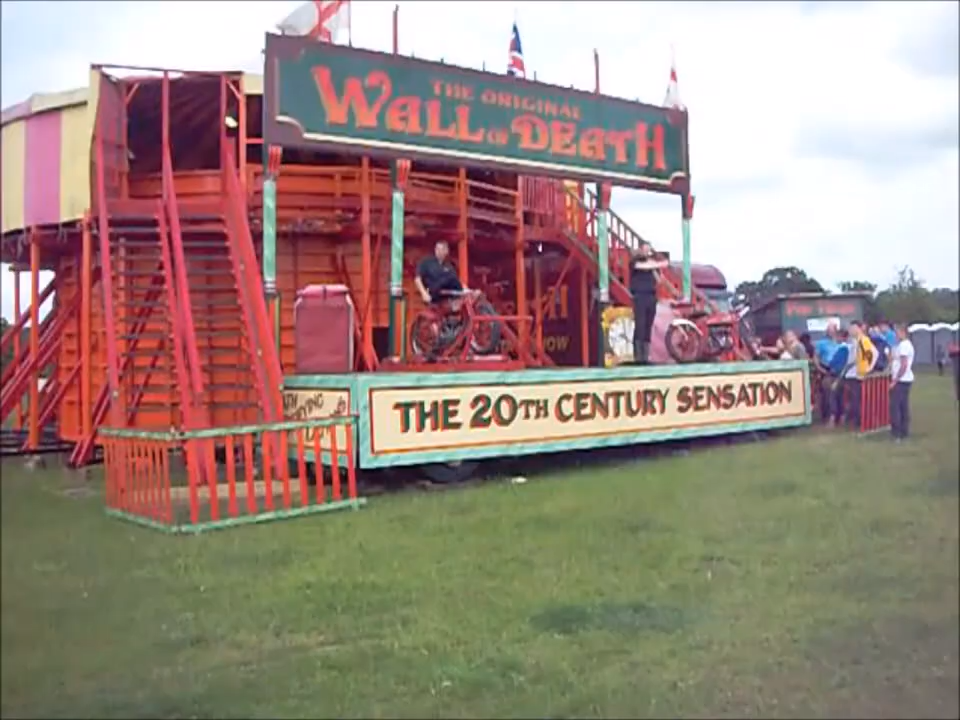 THE ORIGINAL
WALL OF DEATH
THE 20TH CENTURY SENSATION